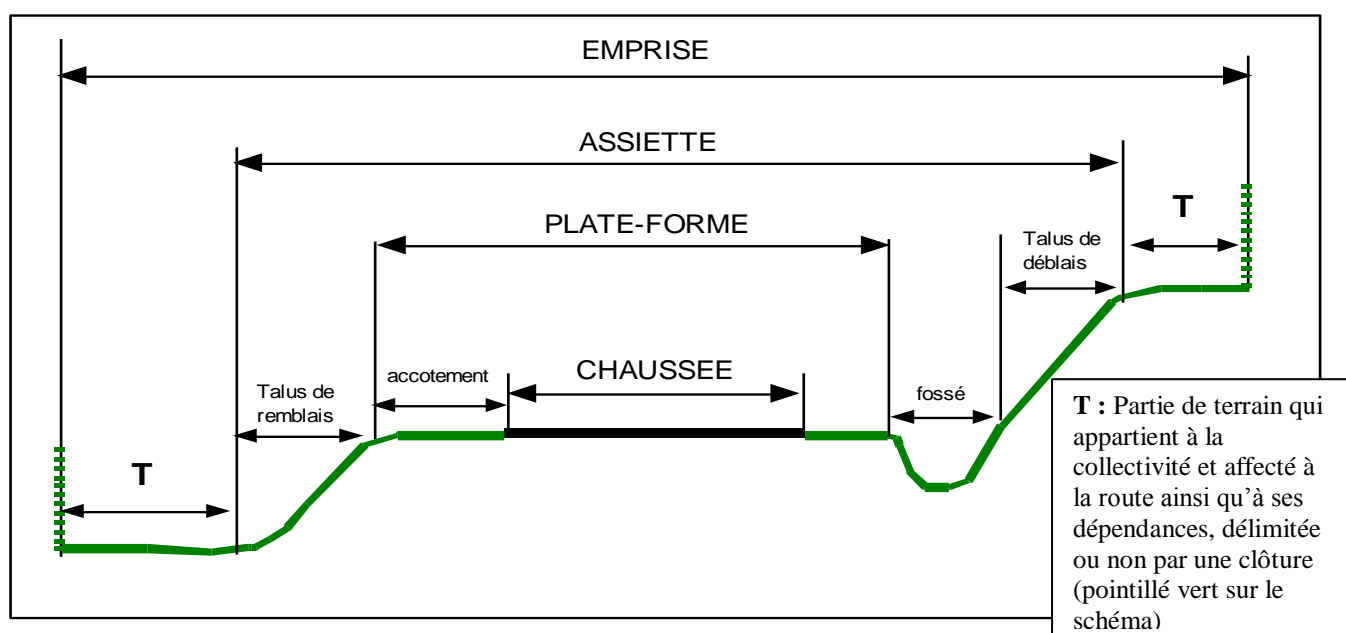 EMPRISE
ASSIETTE
T
PLATE-FORME
Talus de
déblais
accotement
CHAUSSEE
fossé
Talus de
remblais
T
T : Partie de terrain qui
appartient à la
collectivité et affecté à
la route ainsi qu’à ses
dépendances, délimitée
ou non par une clôture
(pointillé vert sur le
schéma)